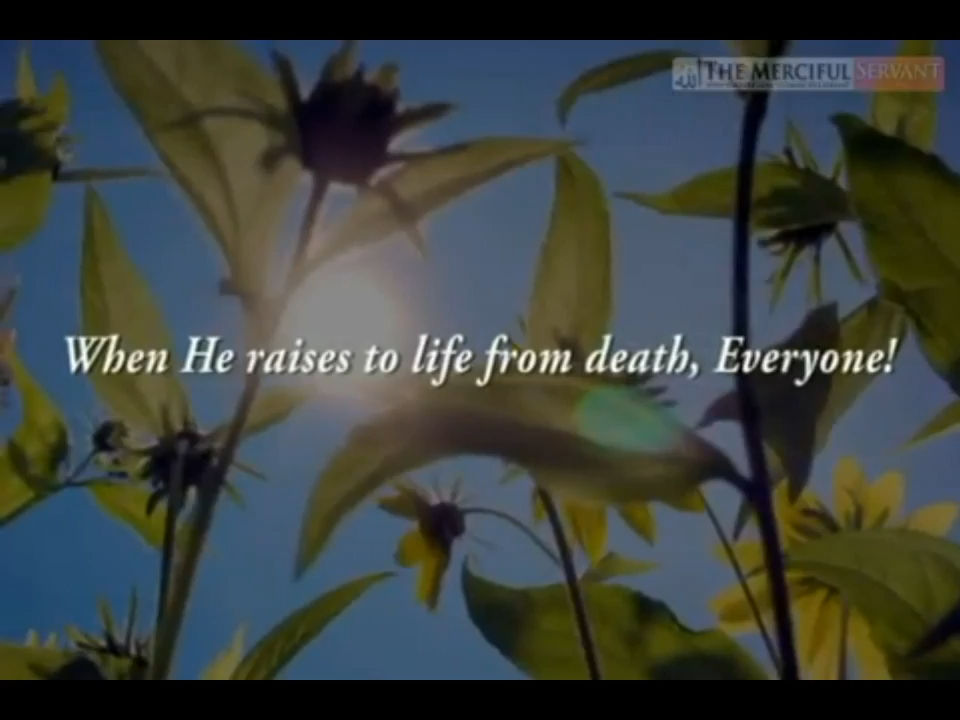 THE MERCIFUL SERVANT
When He raises to life from death, Everyone!